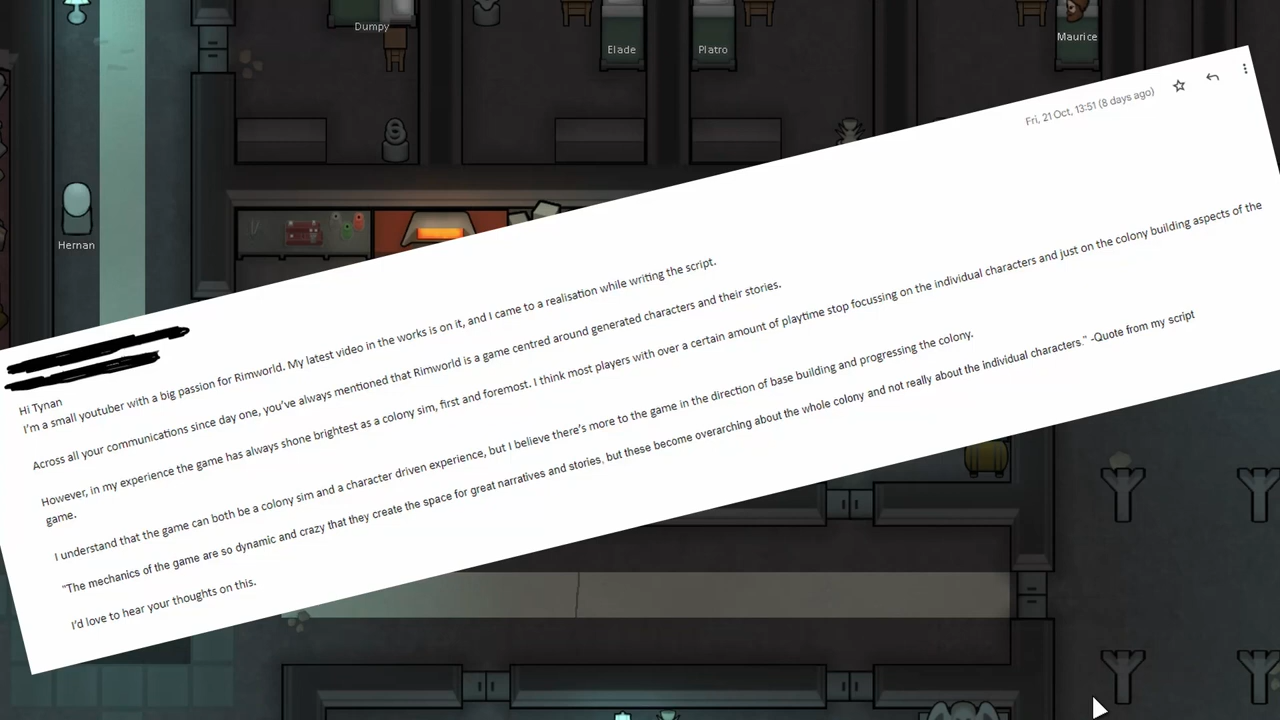 Dumpy
Elade
Platro
Maurice
Hernan
Fri, 21 Oct, 13:51 (8 days ago)
Hi Tynan
I'm a small youtuber with a big passion for Rimworld. My latest video in the works is on it, and I came to a realisation while writing the script.
Across all your communications since day one, you've always mentioned that Rimworld is a game centred around generated characters and their stories.
However, in my experience the game has always shone brightest as a colony sim, first and foremost. I think most players with over a certain amount of playtime stop focussing on the individual characters and just on the colony building aspects of the
game.
I understand that the game can both be a colony sim and a character driven experience, but I believe there's more to the game in the direction of base building and progressing the colony.
"The mechanics of the game are so dynamic and crazy that they create the space for great narratives and stories, but these become overarching about the whole colony and not really about the individual characters." -Quote from my script
I'd love to hear your thoughts on this.